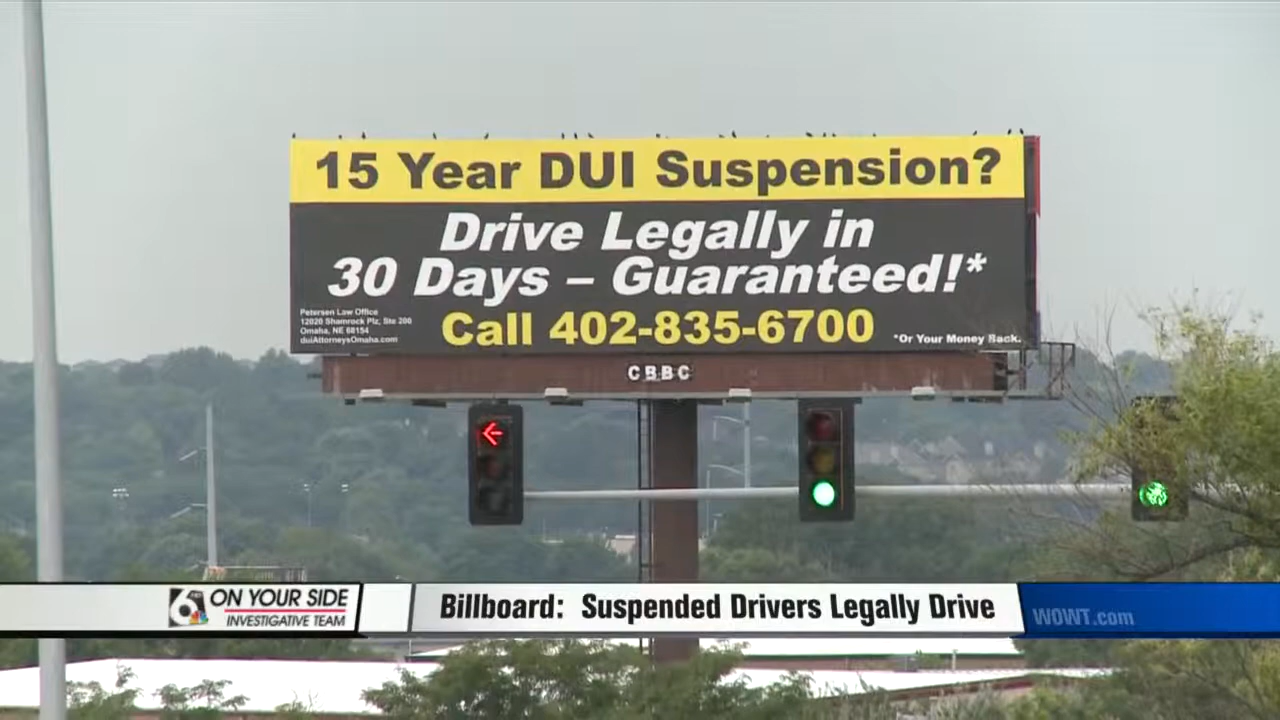 15 Year DUI Suspension?
Drive Legally in
30 Days – Guaranteed!*
Petersen Law Office
12020 Shamrock Plz, Ste 200
Omaha, NE 68154
duiAttorneysOmaha.com
Call 402-835-6700
*Or Your Money Back.
CBBC
6 ON YOUR SIDE
INVESTIGATIVE TEAM
Billboard: Suspended Drivers Legally Drive
WOWT.com